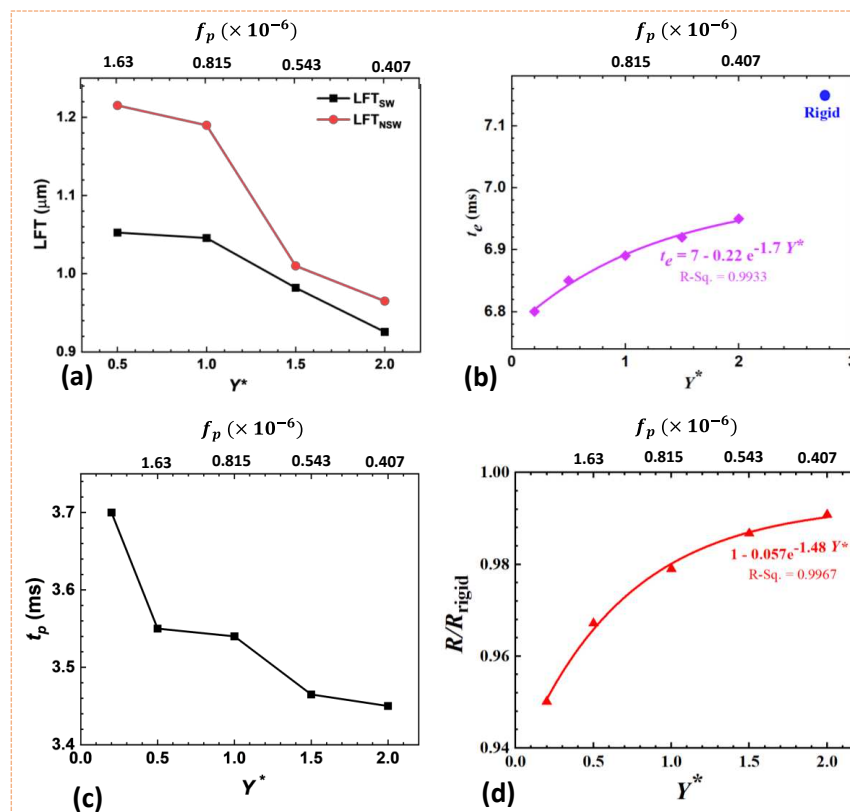 f_p (× 10⁻⁶)
1.63 0.815 0.543 0.407
1.2
1.1
1.0
0.9
LFT (μm)
LFT_SW
LFT_NSW
0.5 1.0 1.5 2.0
Y*
(a)
f_p (× 10⁻⁶)
0.815 0.407
7.1
7.0
6.9
6.8
t_e (ms)
Rigid
t_e = 7 - 0.22 e^-1.7 Y*
R-Sq. = 0.9933
0 1 2 3
Y*
(b)
f_p (× 10⁻⁶)
1.63 0.815 0.543 0.407
3.7
3.6
3.5
3.4
t_p (ms)
0.0 0.5 1.0 1.5 2.0
Y*
(c)
f_p (× 10⁻⁶)
1.63 0.815 0.543 0.407
1.00
0.98
0.96
0.94
R/R_rigid
1 - 0.057e^-1.48 Y*
R-Sq. = 0.9967
0.0 0.5 1.0 1.5 2.0
Y*
(d)